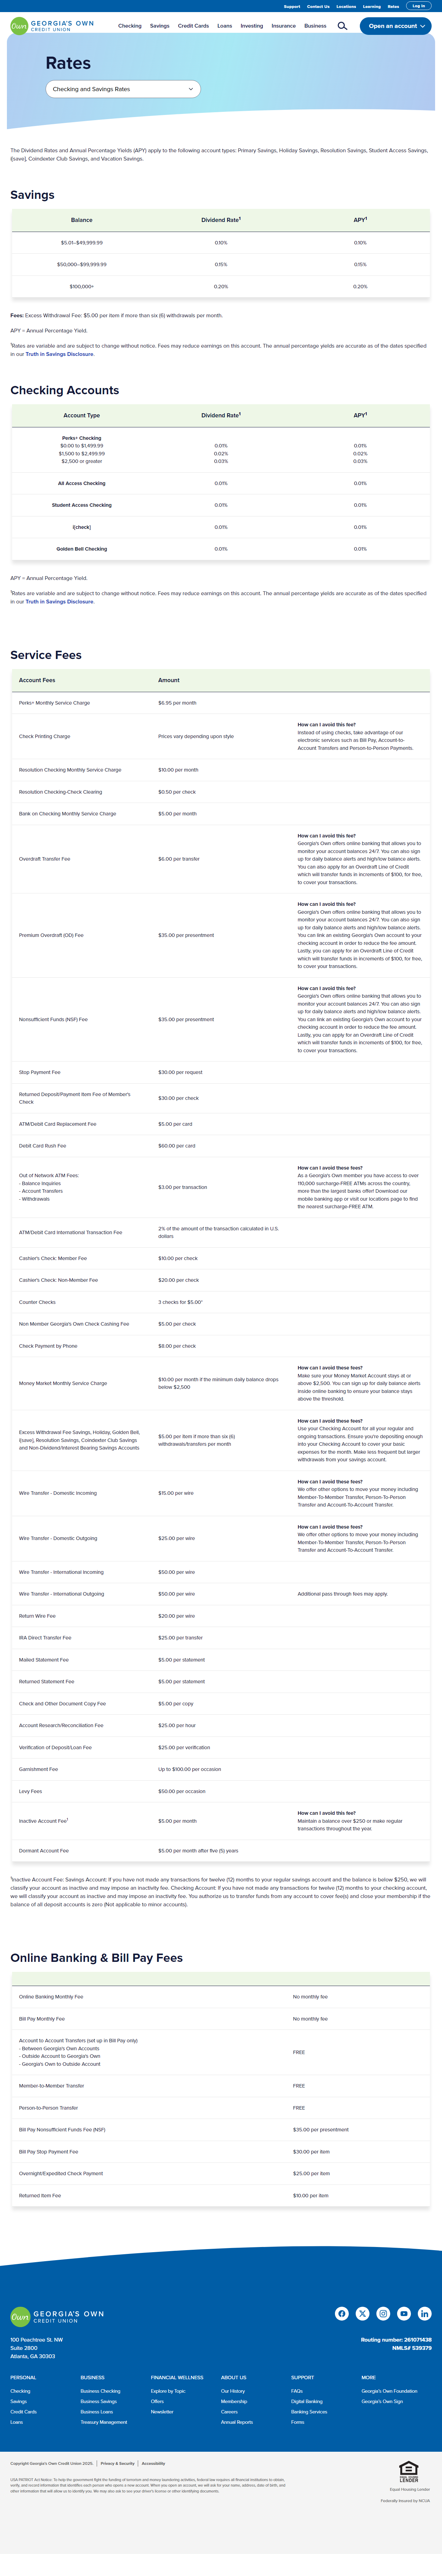 Support Contact Us Locations Learning Rates Log In
Own GEORGIA'S OWN CREDIT UNION
Checking Savings Credit Cards Loans Investing Insurance Business Open an account
Rates
Checking and Savings Rates
The Dividend Rates and Annual Percentage Yields (APY) apply to the following account types: Primary Savings, Holiday Savings, Resolution Savings, Student Access Savings,
i[save], Coindexter Club Savings, and Vacation Savings.
Savings
Balance Dividend Rate¹ APY¹
$5.01–$49,999.99 0.10% 0.10%
$50,000–$99,999.99 0.15% 0.15%
$100,000+ 0.20% 0.20%
Fees: Excess Withdrawal Fee: $5.00 per item if more than six (6) withdrawals per month.
APY = Annual Percentage Yield.
¹Rates are variable and are subject to change without notice. Fees may reduce earnings on this account. The annual percentage yields are accurate as of the dates specified
in our Truth in Savings Disclosure.
Checking Accounts
Account Type Dividend Rate¹ APY¹
Perks+ Checking
$0.00 to $1,499.99 0.01% 0.01%
$1,500 to $2,499.99 0.02% 0.02%
$2,500 or greater 0.03% 0.03%
All Access Checking 0.01% 0.01%
Student Access Checking 0.01% 0.01%
i[check] 0.01% 0.01%
Golden Bell Checking 0.01% 0.01%
APY = Annual Percentage Yield.
¹Rates are variable and are subject to change without notice. Fees may reduce earnings on this account. The annual percentage yields are accurate as of the dates specified
in our Truth in Savings Disclosure.
Service Fees
Account Fees Amount
Perks+ Monthly Service Charge $6.95 per month
Check Printing Charge Prices vary depending upon style
How can I avoid this fee?
Instead of using checks, take advantage of our
electronic services such as Bill Pay, Account-to-
Account Transfers and Person-to-Person Payments.
Resolution Checking Monthly Service Charge $10.00 per month
Resolution Checking-Check Clearing $0.50 per check
Bank on Checking Monthly Service Charge $5.00 per month
Overdraft Transfer Fee $6.00 per transfer
How can I avoid this fee?
Georgia's Own offers online banking that allows you to
monitor your account balances 24/7. You can also sign
up for daily balance alerts and high/low balance alerts.
You can also apply for an Overdraft Line of Credit
which will transfer funds in increments of $100, for free,
to cover your transactions.
Premium Overdraft (OD) Fee $35.00 per presentment
How can I avoid this fee?
Georgia's Own offers online banking that allows you to
monitor your account balances 24/7. You can also sign
up for daily balance alerts and high/low balance alerts.
You can link an existing Georgia's Own account to your
checking account in order to reduce the fee amount.
Lastly, you can apply for an Overdraft Line of Credit
which will transfer funds in increments of $100, for free,
to cover your transactions.
Nonsufficient Funds (NSF) Fee $35.00 per presentment
How can I avoid this fee?
Georgia's Own offers online banking that allows you to
monitor your account balances 24/7. You can also sign
up for daily balance alerts and high/low balance alerts.
You can link an existing Georgia's Own account to your
checking account in order to reduce the fee amount.
Lastly, you can apply for an Overdraft Line of Credit
which will transfer funds in increments of $100, for free,
to cover your transactions.
Stop Payment Fee $30.00 per request
Returned Deposit/Payment Item Fee of Member's
Check $30.00 per check
ATM/Debit Card Replacement Fee $5.00 per card
Debit Card Rush Fee $60.00 per card
Out of Network ATM Fees:
- Balance Inquiries
- Account Transfers
- Withdrawals
$3.00 per transaction
How can I avoid these fees?
As a Georgia's Own member you have access to over
110,000 surcharge-FREE ATMs across the country,
more than the largest banks offer! Download our
mobile banking app or visit our locations page to find
the nearest surcharge-FREE ATM.
ATM/Debit Card International Transaction Fee 2% of the amount of the transaction calculated in U.S.
dollars
Cashier's Check: Member Fee $10.00 per check
Cashier's Check: Non-Member Fee $20.00 per check
Counter Checks 3 checks for $5.00*
Non Member Georgia's Own Check Cashing Fee $5.00 per check
Check Payment by Phone $8.00 per check
Money Market Monthly Service Charge $10.00 per month if the minimum daily balance drops
below $2,500
How can I avoid these fees?
Make sure your Money Market Account stays at or
above $2,500. You can sign up for daily balance alerts
inside online banking to ensure your balance stays
above the threshold.
Excess Withdrawal Fee Savings, Holiday, Golden Bell,
i[save], Resolution Savings, Coindexter Club Savings
and Non-Dividend/Interest Bearing Savings Accounts
$5.00 per item if more than six (6)
withdrawals/transfers per month
How can I avoid these fees?
Use your Checking Account for all your regular and
ongoing transactions. Ensure you're depositing enough
into your Checking Account to cover your basic
expenses for the month. Make less frequent but larger
withdrawals from your savings account.
Wire Transfer - Domestic Incoming $15.00 per wire
How can I avoid these fees?
We offer other options to move your money including
Member-To-Member Transfer, Person-To-Person
Transfer and Account-To-Account Transfer.
Wire Transfer - Domestic Outgoing $25.00 per wire
How can I avoid these fees?
We offer other options to move your money including
Member-To-Member Transfer, Person-To-Person
Transfer and Account-To-Account Transfer.
Wire Transfer - International Incoming $50.00 per wire
Wire Transfer - International Outgoing $50.00 per wire Additional pass through fees may apply.
Return Wire Fee $20.00 per wire
IRA Direct Transfer Fee $25.00 per transfer
Mailed Statement Fee $5.00 per statement
Returned Statement Fee $5.00 per statement
Check and Other Document Copy Fee $5.00 per copy
Account Research/Reconciliation Fee $25.00 per hour
Verification of Deposit/Loan Fee $25.00 per verification
Garnishment Fee Up to $100.00 per occasion
Levy Fees $50.00 per occasion
Inactive Account Fee¹ $5.00 per month
How can I avoid this fee?
Maintain a balance over $250 or make regular
transactions throughout the year.
Dormant Account Fee $5.00 per month after five (5) years
¹Inactive Account Fee: Savings Account: If you have not made any transactions for twelve (12) months to your regular savings account and the balance is below $250, we will
classify your account as inactive and may impose an inactivity fee. Checking Account: If you have not made any transactions for twelve (12) months to your checking account,
we will classify your account as inactive and may impose an inactivity fee. You authorize us to transfer funds from any account to cover fee(s) and close your membership if the
balance of all deposit accounts is zero (Not applicable to minor accounts).
Online Banking & Bill Pay Fees
Online Banking Monthly Fee No monthly fee
Bill Pay Monthly Fee No monthly fee
Account to Account Transfers (set up in Bill Pay only)
- Between Georgia's Own Accounts
- Outside Account to Georgia's Own
- Georgia's Own to Outside Account
FREE
Member-to-Member Transfer FREE
Person-to-Person Transfer FREE
Bill Pay Nonsufficient Funds Fee (NSF) $35.00 per presentment
Bill Pay Stop Payment Fee $30.00 per item
Overnight/Expedited Check Payment $25.00 per item
Returned Item Fee $10.00 per item
Own GEORGIA'S OWN CREDIT UNION
100 Peachtree St. NW
Suite 2800
Atlanta, GA 30303
Routing number: 261071438
NMLS# 539379
PERSONAL BUSINESS FINANCIAL WELLNESS ABOUT US SUPPORT MORE
Checking Business Checking Explore by Topic Our History FAQs Georgia's Own Foundation
Savings Business Savings Offers Membership Digital Banking Georgia's Own Sign
Credit Cards Business Loans Newsletter Careers Banking Services
Loans Treasury Management Annual Reports Forms
Copyright Georgia's Own Credit Union 2025. Privacy & Security Accessibility
USA PATRIOT Act Notice: To help the government fight the funding of terrorism and money laundering activities, federal law requires all financial institutions to obtain,
verify, and record information that identifies each person who opens a new account. When you open an account, we will ask for your name, address, date of birth, and
other information that will allow us to identify you. We may also ask to see your driver's license or other identifying documents.
EQUAL HOUSING
LENDER
Equal Housing Lender
Federally Insured by NCUA